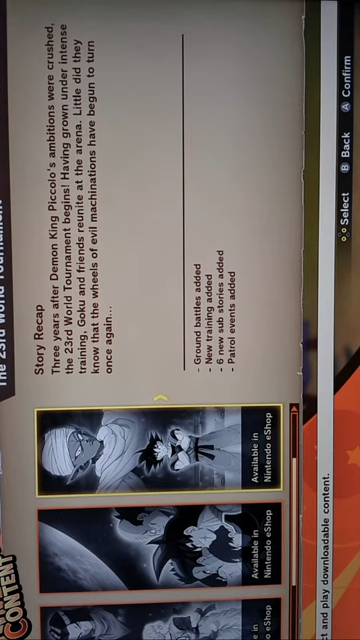 The 23rd World Tournament
Story Recap
Three years after Demon King Piccolo's ambitions were crushed,
the 23rd World Tournament begins! Having grown under intense
training, Goku and friends reunite at the arena. Little did they
know that the wheels of evil machinations have begun to turn
once again...
- Ground battles added
- New training added
- 6 new sub stories added
- Patrol events added
CONTENT
Available in
Nintendo eShop
Available in
Nintendo eShop
e in
o eShop
ct and play downloadable content.
Select B Back A Confirm